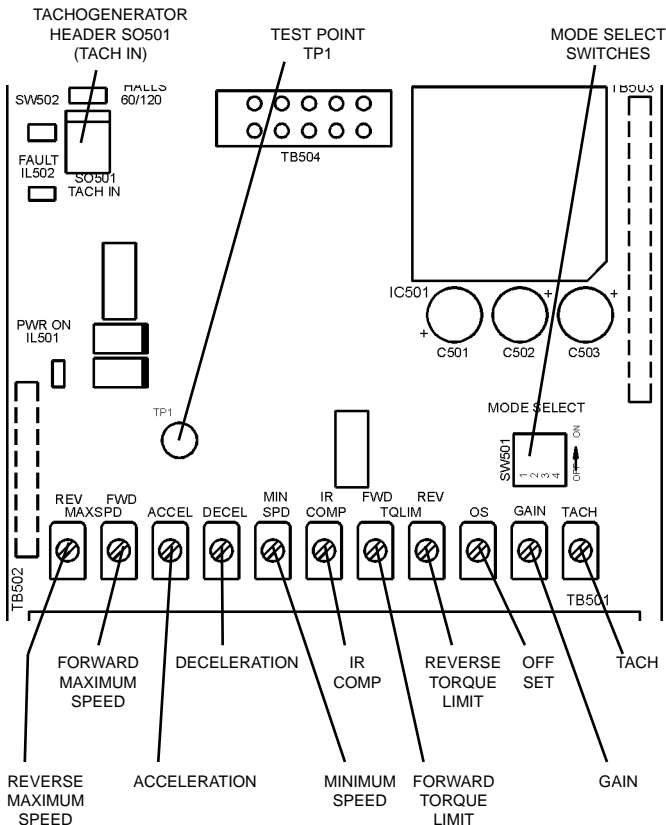 TACHOGENERATOR
HEADER SO501
(TACH IN)
TEST POINT
TP1
MODE SELECT
SWITCHES
HALLS
60/120
SW502
FAULT
IL502
SO501
TACH IN
TB504
TB503
IC501
+
+
+
C501
C502
C503
PWR ON
IL501
TP1
MODE SELECT
SW501
1
2
3
4
OFF
ON
REV
FWD
MAXSPD
ACCEL
DECEL
MIN
SPD
IR
COMP
FWD
REV
TQLIM
OS
GAIN
TACH
TB502
TB501
FORWARD
MAXIMUM
SPEED
DECELERATION
IR
COMP
REVERSE
TORQUE
LIMIT
OFF
SET
TACH
REVERSE
MAXIMUM
SPEED
ACCELERATION
MINIMUM
SPEED
FORWARD
TORQUE
LIMIT
GAIN